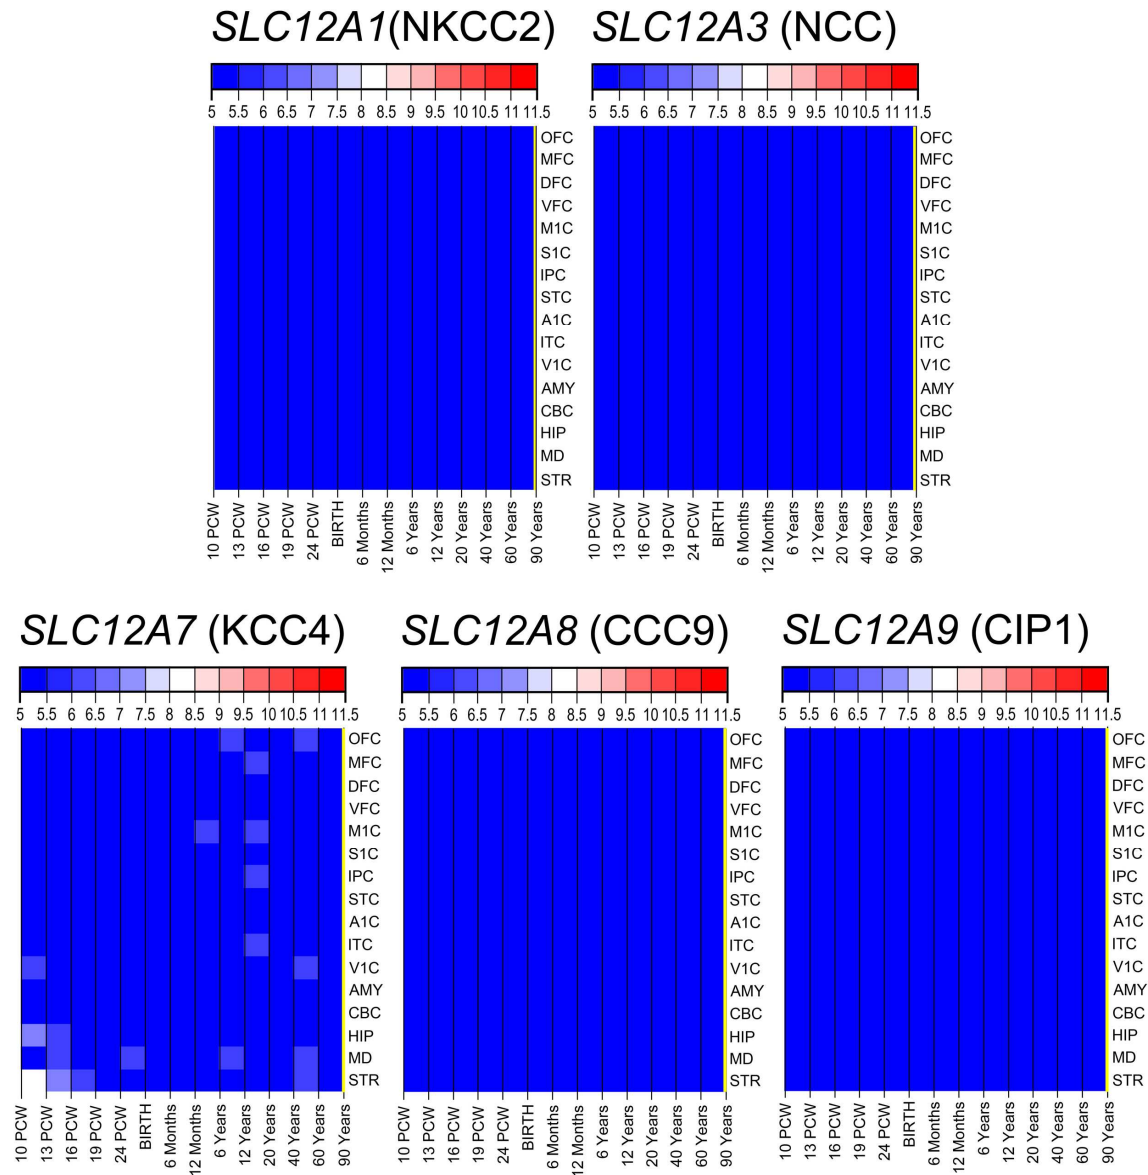 SLC12A1(NKCC2)
5 5.5 6 6.5 7 7.5 8 8.5 9 9.5 10 10.5 11 11.5
OFC
MFC
DFC
VFC
M1C
S1C
IPC
STC
A1C
ITC
V1C
AMY
CBC
HIP
MD
STR
10 PCW
13 PCW
16 PCW
19 PCW
24 PCW
BIRTH
6 Months
12 Months
6 Years
12 Years
20 Years
40 Years
60 Years
90 Years
SLC12A3 (NCC)
5 5.5 6 6.5 7 7.5 8 8.5 9 9.5 10 10.5 11 11.5
OFC
MFC
DFC
VFC
M1C
S1C
IPC
STC
A1C
ITC
V1C
AMY
CBC
HIP
MD
STR
10 PCW
13 PCW
16 PCW
19 PCW
24 PCW
BIRTH
6 Months
12 Months
6 Years
12 Years
20 Years
40 Years
60 Years
90 Years
SLC12A7 (KCC4)
5 5.5 6 6.5 7 7.5 8 8.5 9 9.5 10 10.5 11 11.5
OFC
MFC
DFC
VFC
M1C
S1C
IPC
STC
A1C
ITC
V1C
AMY
CBC
HIP
MD
STR
10 PCW
13 PCW
16 PCW
19 PCW
24 PCW
BIRTH
6 Months
12 Months
6 Years
12 Years
20 Years
40 Years
60 Years
90 Years
SLC12A8 (CCC9)
5 5.5 6 6.5 7 7.5 8 8.5 9 9.5 10 10.5 11 11.5
OFC
MFC
DFC
VFC
M1C
S1C
IPC
STC
A1C
ITC
V1C
AMY
CBC
HIP
MD
STR
10 PCW
13 PCW
16 PCW
19 PCW
24 PCW
BIRTH
6 Months
12 Months
6 Years
12 Years
20 Years
40 Years
60 Years
90 Years
SLC12A9 (CIP1)
5 5.5 6 6.5 7 7.5 8 8.5 9 9.5 10 10.5 11 11.5
OFC
MFC
DFC
VFC
M1C
S1C
IPC
STC
A1C
ITC
V1C
AMY
CBC
HIP
MD
STR
10 PCW
13 PCW
16 PCW
19 PCW
24 PCW
BIRTH
6 Months
12 Months
6 Years
12 Years
20 Years
40 Years
60 Years
90 Years